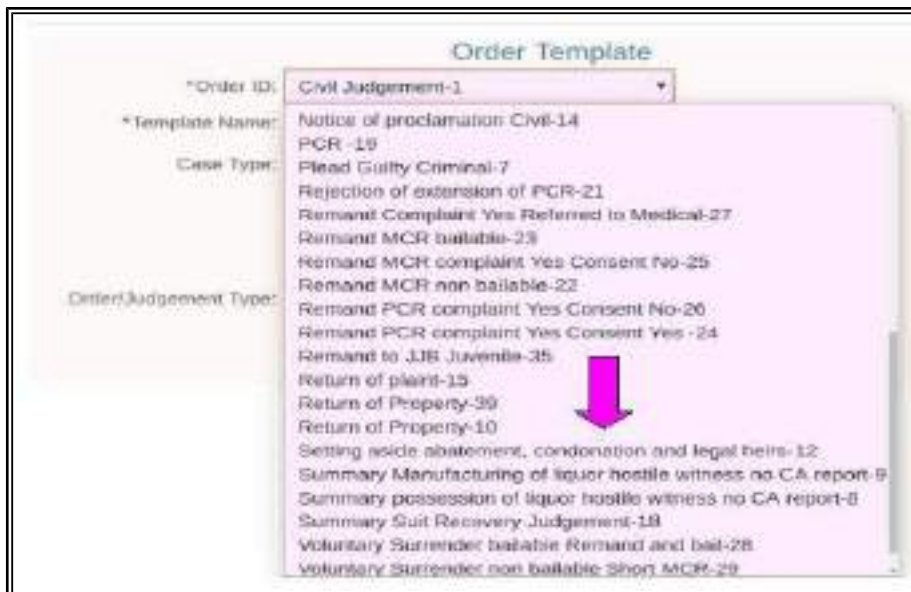 Order Template
*Order ID: Civil Judgement-1
*Template Name:
Notice of proclamation Civil-14
PCR -19
Case Type:
Plead Guilty Criminal-7
Rejection of extension of PCR-21
Remand Complaint Yes Referred to Medical-27
Remand MCR bailable-23
Remand MCR complaint Yes Consent No-25
Remand MCR non bailable-22
Order/Judgement Type:
Remand PCR complaint Yes Consent No-26
Remand PCR complaint Yes Consent Yes -24
Remand to JJB Juvenile-35
Return of plaint-15
Return of Property-39
Return of Property-10
Setting aside abatement, condonation and legal heirs-12
Summary Manufacturing of liquor hostile witness no CA report-9
Summary possession of liquor hostile witness no CA report-8
Summary Suit Recovery Judgement-18
Voluntary Surrender bailable Remand and bail-28
Voluntary Surrender non bailable Short MCR-29